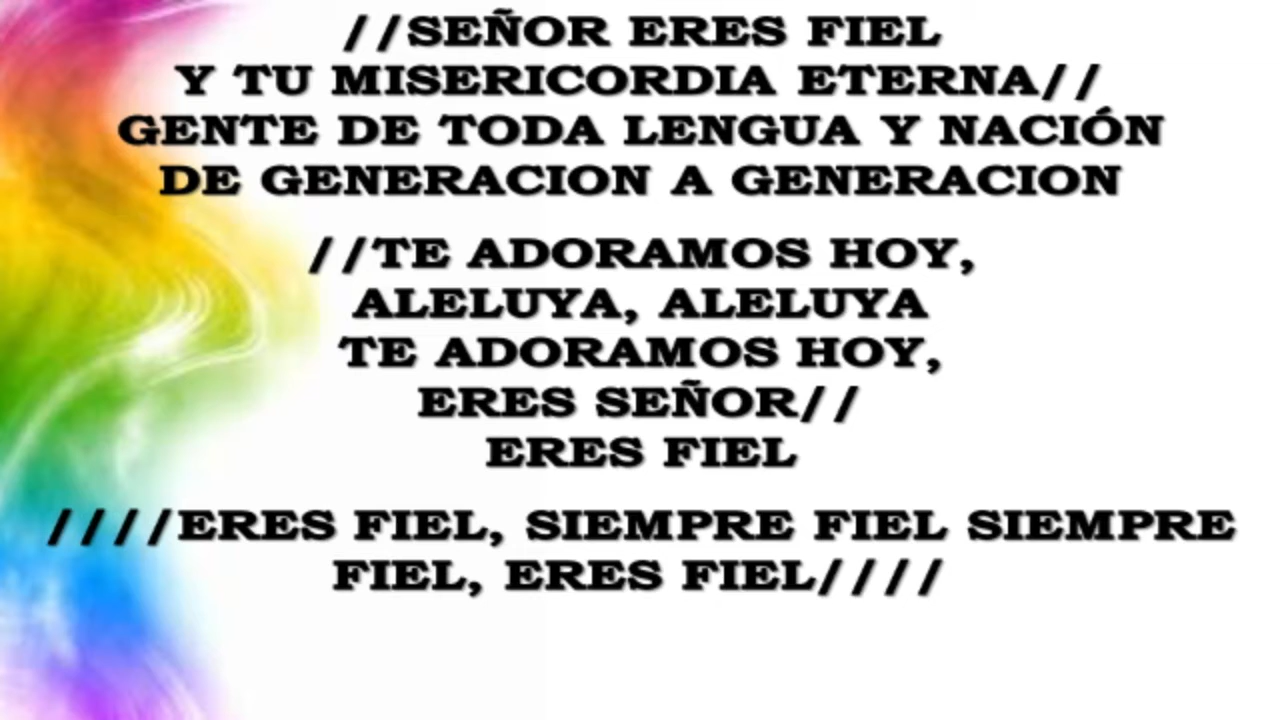 //SEÑOR ERES FIEL
Y TU MISERICORDIA ETERNA//
GENTE DE TODA LENGUA Y NACIÓN
DE GENERACION A GENERACION
//TE ADORAMOS HOY,
ALELUYA, ALELUYA
TE ADORAMOS HOY,
ERES SEÑOR//
ERES FIEL
////ERES FIEL, SIEMPRE FIEL SIEMPRE
FIEL, ERES FIEL////